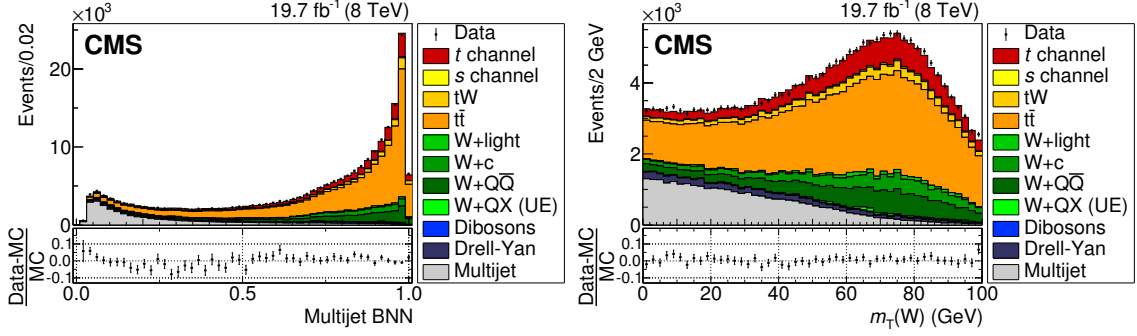 ×10³ 19.7 fb⁻¹ (8 TeV)
CMS
Events/0.02
20
10
0
Data
t channel
s channel
tW
tt̅
W+light
W+c
W+QQ̅
W+QX (UE)
Dibosons
Drell-Yan
Multijet
Data-MC
MC
0.1
0.0
-0.1
0.0 0.5 1.0
Multijet BNN
×10³ 19.7 fb⁻¹ (8 TeV)
CMS
Events/2 GeV
4
2
0
Data
t channel
s channel
tW
tt̅
W+light
W+c
W+QQ̅
W+QX (UE)
Dibosons
Drell-Yan
Multijet
Data-MC
MC
0.1
0.0
-0.1
0 20 40 60 80 100
mT(W) (GeV)